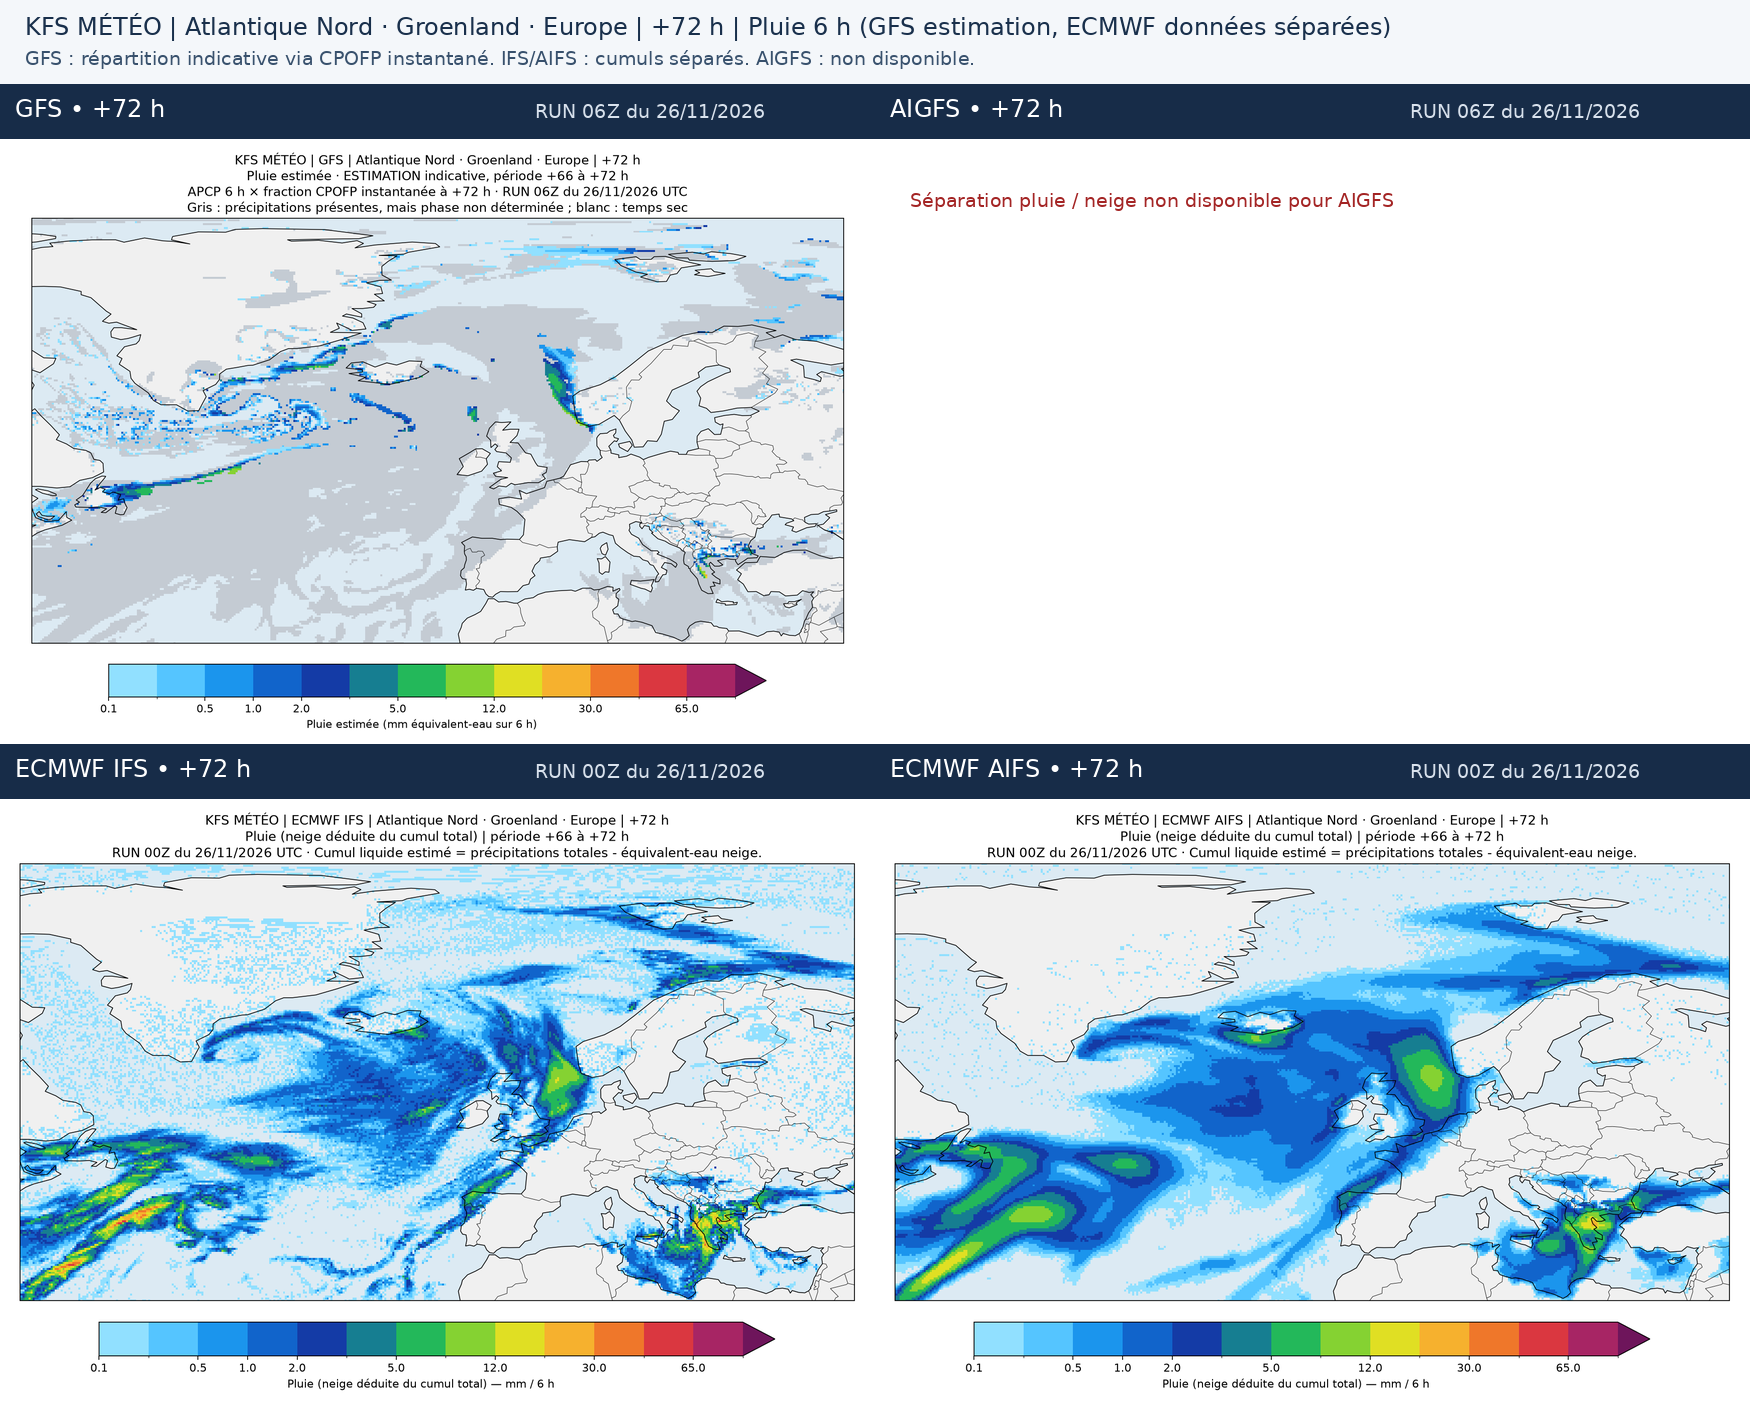 KFS MÉTÉO | Atlantique Nord · Groenland · Europe | +72 h | Pluie 6 h (GFS estimation, ECMWF données séparées)
GFS : répartition indicative via CPOFP instantané. IFS/AIFS : cumuls séparés. AIGFS : non disponible.
GFS • +72 h
RUN 06Z du 26/11/2026
AIGFS • +72 h
RUN 06Z du 26/11/2026
KFS MÉTÉO | GFS | Atlantique Nord · Groenland · Europe | +72 h
Pluie estimée · ESTIMATION indicative, période +66 à +72 h
APCP 6 h × fraction CPOFP instantanée à +72 h · RUN 06Z du 26/11/2026 UTC
Gris : précipitations présentes, mais phase non déterminée ; blanc : temps sec
Séparation pluie / neige non disponible pour AIGFS
0.1 0.5 1.0 2.0 5.0 12.0 30.0 65.0
Pluie estimée (mm équivalent-eau sur 6 h)
ECMWF IFS • +72 h
RUN 00Z du 26/11/2026
ECMWF AIFS • +72 h
RUN 00Z du 26/11/2026
KFS MÉTÉO | ECMWF IFS | Atlantique Nord · Groenland · Europe | +72 h
Pluie (neige déduite du cumul total) | période +66 à +72 h
RUN 00Z du 26/11/2026 UTC · Cumul liquide estimé = précipitations totales - équivalent-eau neige.
KFS MÉTÉO | ECMWF AIFS | Atlantique Nord · Groenland · Europe | +72 h
Pluie (neige déduite du cumul total) | période +66 à +72 h
RUN 00Z du 26/11/2026 UTC · Cumul liquide estimé = précipitations totales - équivalent-eau neige.
0.1 0.5 1.0 2.0 5.0 12.0 30.0 65.0
Pluie (neige déduite du cumul total) — mm / 6 h
0.1 0.5 1.0 2.0 5.0 12.0 30.0 65.0
Pluie (neige déduite du cumul total) — mm / 6 h